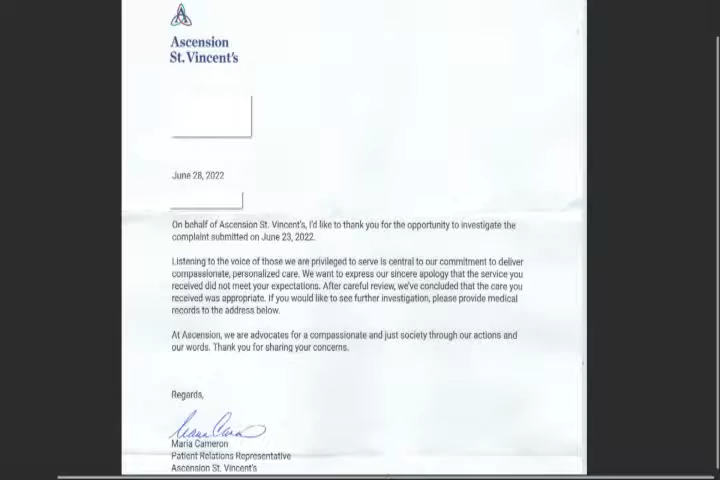 Ascension
St. Vincent's
June 28, 2022
On behalf of Ascension St. Vincent's, I'd like to thank you for the opportunity to investigate the
complaint submitted on June 23, 2022.
Listening to the voice of those we are privileged to serve is central to our commitment to deliver
compassionate, personalized care. We want to express our sincere apology that the service you
received did not meet your expectations. After careful review, we've concluded that the care you
received was appropriate. If you would like to see further investigation, please provide medical
records to the address below.
At Ascension, we are advocates for a compassionate and just society through our actions and
our words. Thank you for sharing your concerns.
Regards,
Maria Cameron
Patient Relations Representative
Ascension St. Vincent's